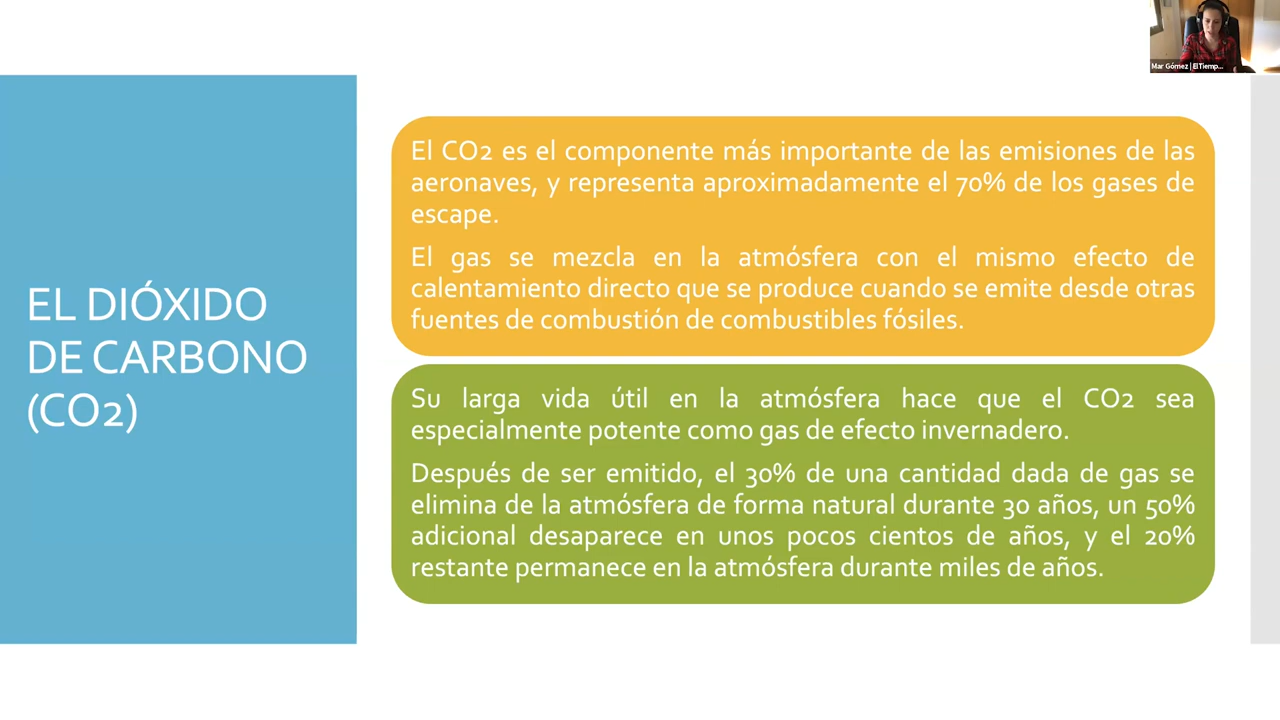 Mar Gómez | ElTiemp...
EL DIÓXIDO
DE CARBONO
(CO2)
El CO2 es el componente más importante de las emisiones de las
aeronaves, y representa aproximadamente el 70% de los gases de
escape.
El gas se mezcla en la atmósfera con el mismo efecto de
calentamiento directo que se produce cuando se emite desde otras
fuentes de combustión de combustibles fósiles.
Su larga vida útil en la atmósfera hace que el CO2 sea
especialmente potente como gas de efecto invernadero.
Después de ser emitido, el 30% de una cantidad dada de gas se
elimina de la atmósfera de forma natural durante 30 años, un 50%
adicional desaparece en unos pocos cientos de años, y el 20%
restante permanece en la atmósfera durante miles de años.